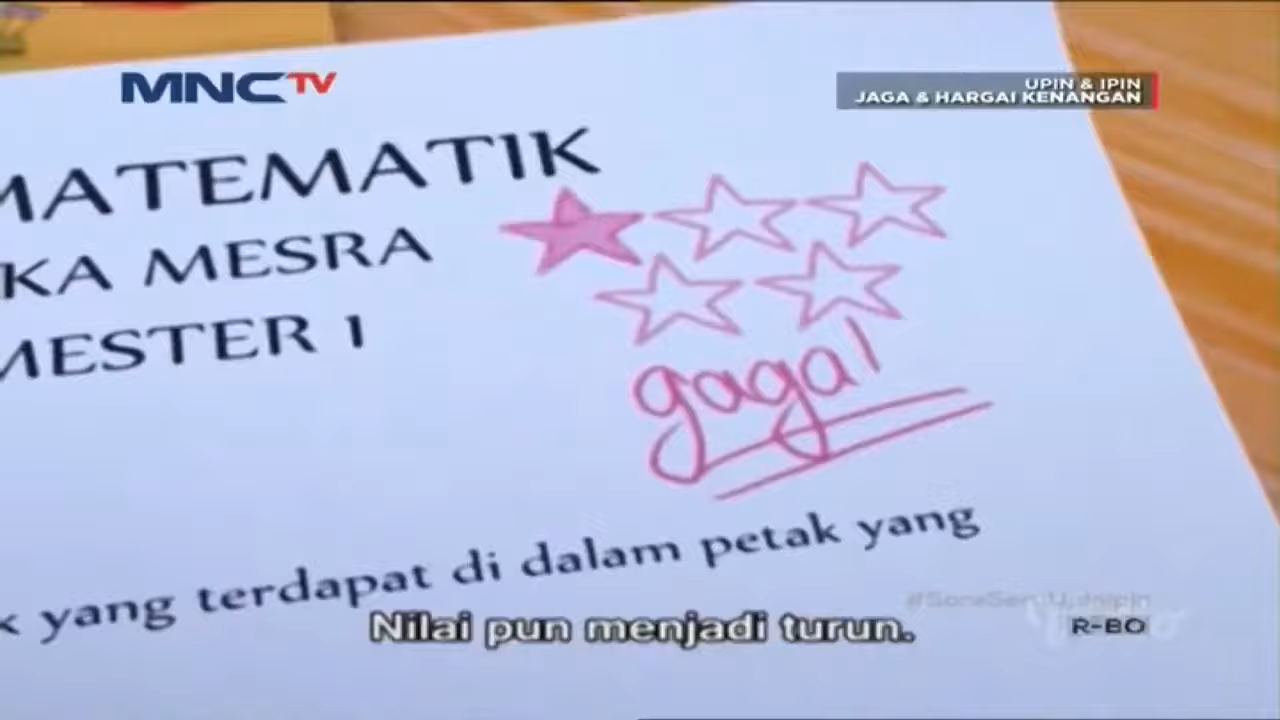 MNCTV
UPIN & IPIN
JAGA & HARGAI KENANGAN
MATEMATIK
KA MESRA
MESTER 1
gagal
yang terdapat di dalam petak yang
Nilai pun menjadi turun.
R-BO